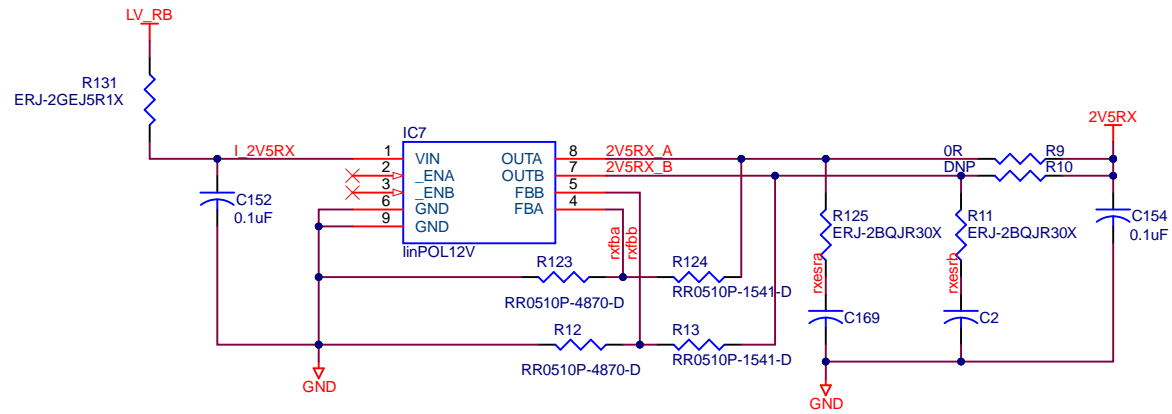 LV_RB
R131
ERJ-2GEJ5R1X
I_2V5RX
C152
0.1uF
IC7
1 VIN OUTA 8 2V5RX_A
2 _ENA OUTB 7 2V5RX_B
3 _ENB FBB 5
6 GND FBA 4
9 GND
linPOL12V
rxfba
rxfbb
R123
RR0510P-4870-D
R124
RR0510P-1541-D
R12
RR0510P-4870-D
R13
RR0510P-1541-D
GND
2V5RX
0R R9
DNP R10
R125
ERJ-2BQJR30X
R11
ERJ-2BQJR30X
rxesra
rxesrb
C154
0.1uF
C169
C2
GND